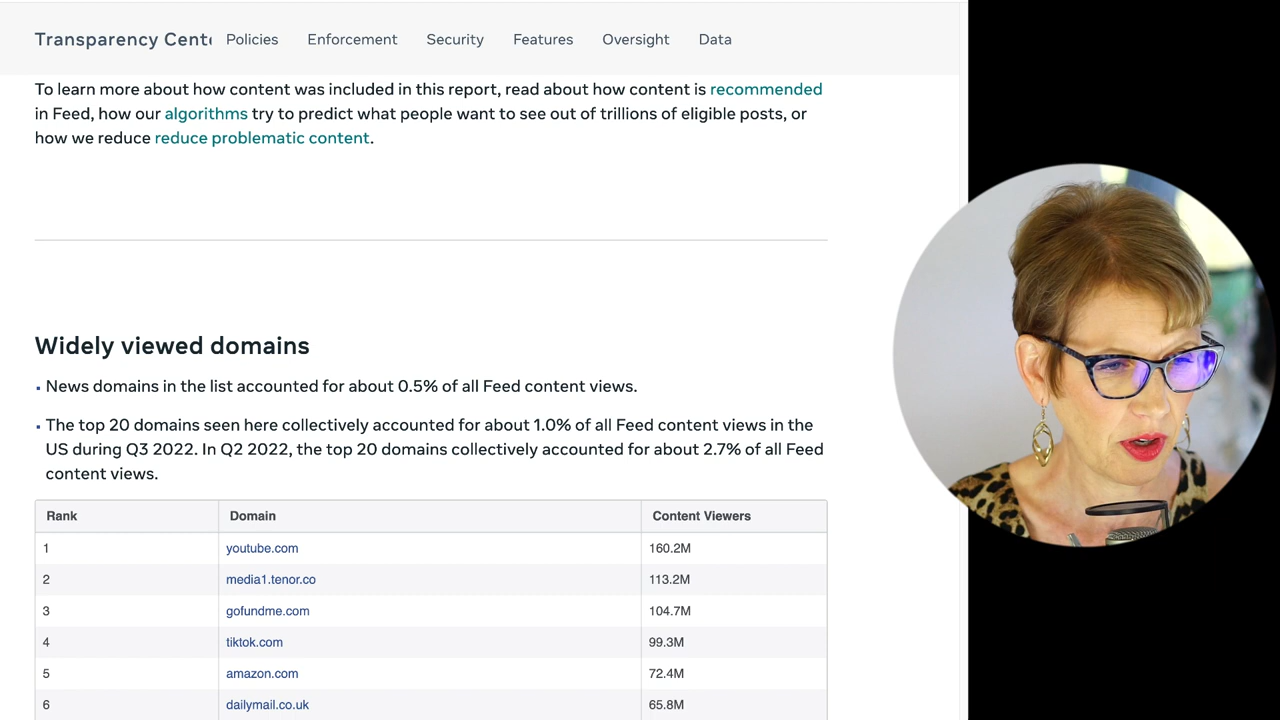 Transparency Cent
Policies
Enforcement
Security
Features
Oversight
Data
To learn more about how content was included in this report, read about how content is recommended
in Feed, how our algorithms try to predict what people want to see out of trillions of eligible posts, or
how we reduce reduce problematic content.
Widely viewed domains
▪ News domains in the list accounted for about 0.5% of all Feed content views.
▪ The top 20 domains seen here collectively accounted for about 1.0% of all Feed content views in the
US during Q3 2022. In Q2 2022, the top 20 domains collectively accounted for about 2.7% of all Feed
content views.
Rank Domain Content Viewers
1 youtube.com 160.2M
2 media1.tenor.co 113.2M
3 gofundme.com 104.7M
4 tiktok.com 99.3M
5 amazon.com 72.4M
6 dailymail.co.uk 65.8M